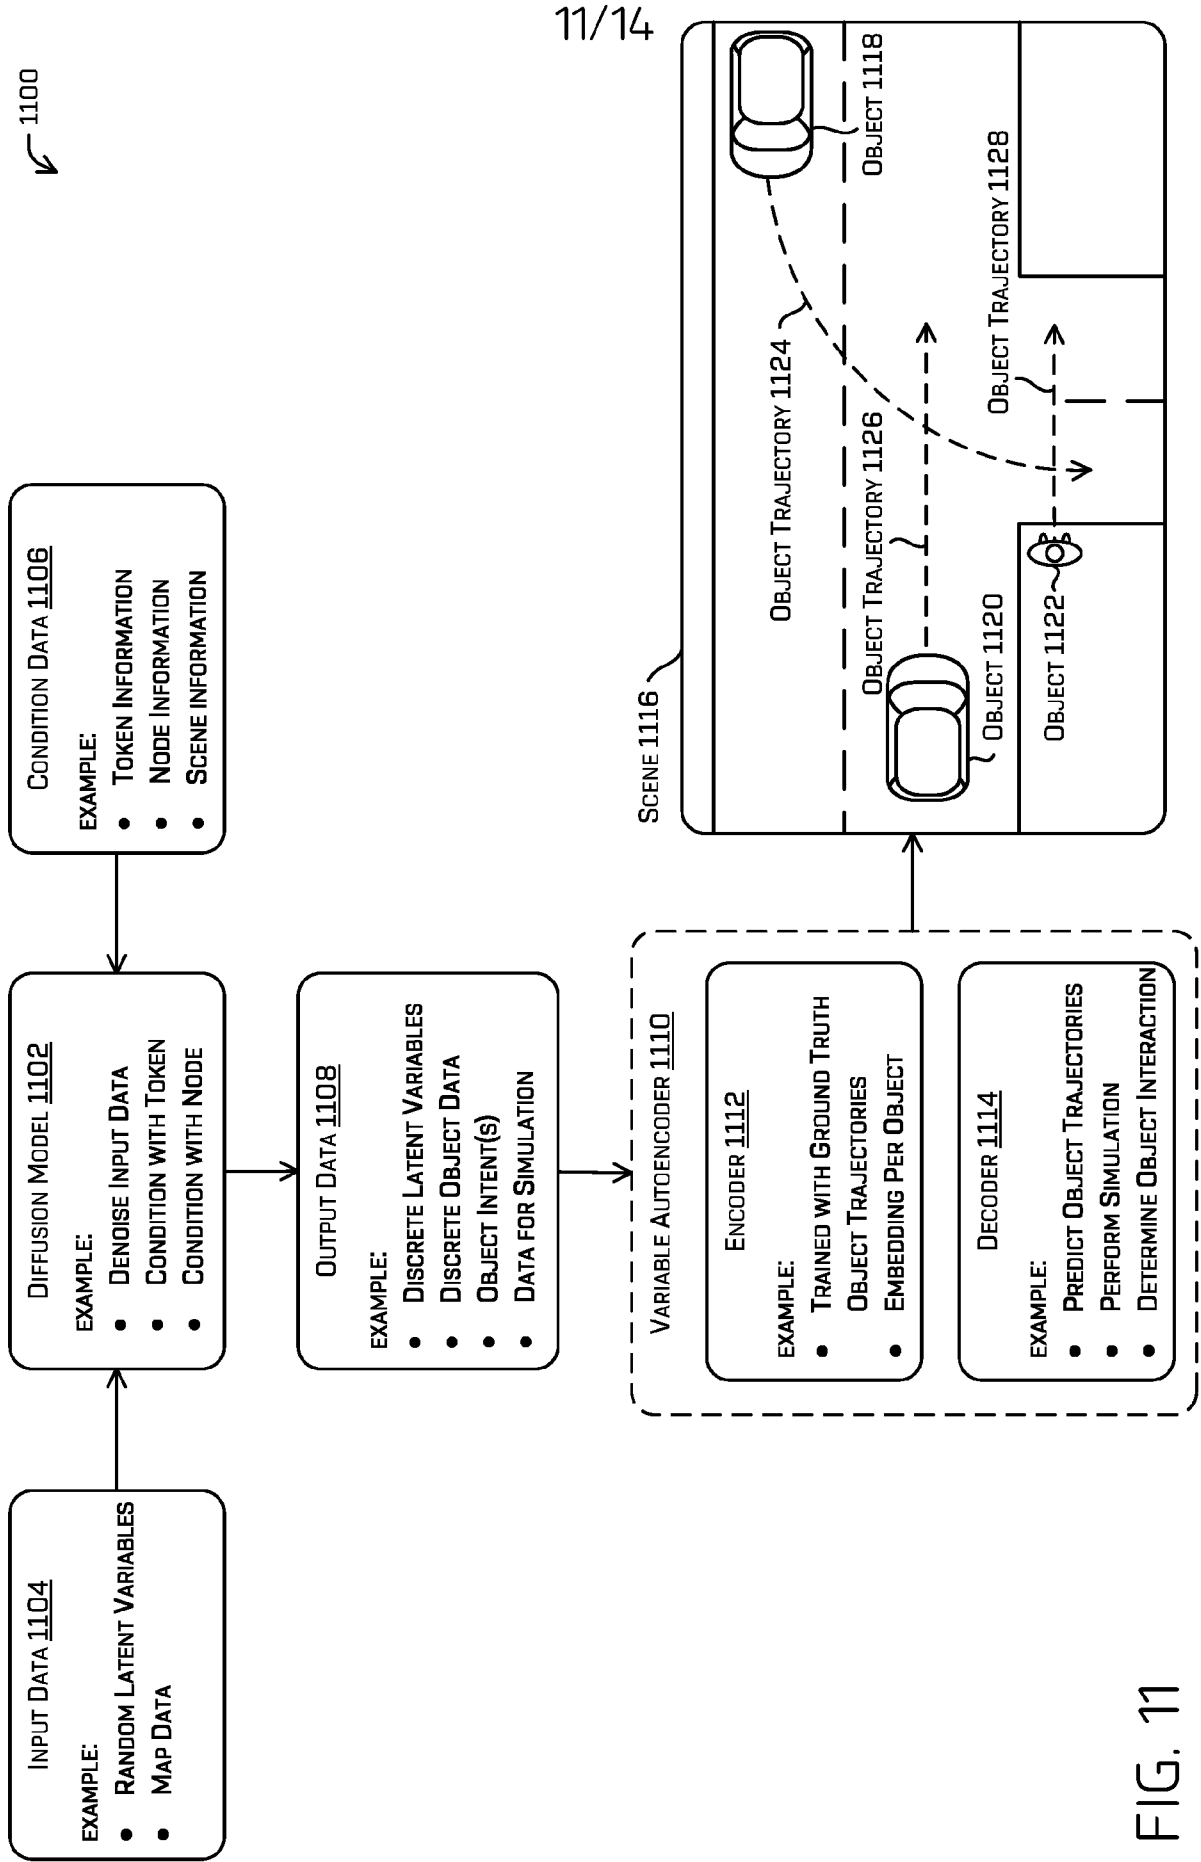 11/14
1100
INPUT DATA 1104
EXAMPLE:
• RANDOM LATENT VARIABLES
• MAP DATA
DIFFUSION MODEL 1102
EXAMPLE:
• DENOISE INPUT DATA
• CONDITION WITH TOKEN
• CONDITION WITH NODE
CONDITION DATA 1106
EXAMPLE:
• TOKEN INFORMATION
• NODE INFORMATION
• SCENE INFORMATION
OUTPUT DATA 1108
EXAMPLE:
• DISCRETE LATENT VARIABLES
• DISCRETE OBJECT DATA
• OBJECT INTENT(S)
• DATA FOR SIMULATION
VARIABLE AUTOENCODER 1110
ENCODER 1112
EXAMPLE:
• TRAINED WITH GROUND TRUTH
OBJECT TRAJECTORIES
• EMBEDDING PER OBJECT
DECODER 1114
EXAMPLE:
• PREDICT OBJECT TRAJECTORIES
• PERFORM SIMULATION
• DETERMINE OBJECT INTERACTION
SCENE 1116
OBJECT TRAJECTORY 1124
OBJECT 1118
OBJECT TRAJECTORY 1126
OBJECT 1120
OBJECT TRAJECTORY 1128
OBJECT 1122
FIG. 11